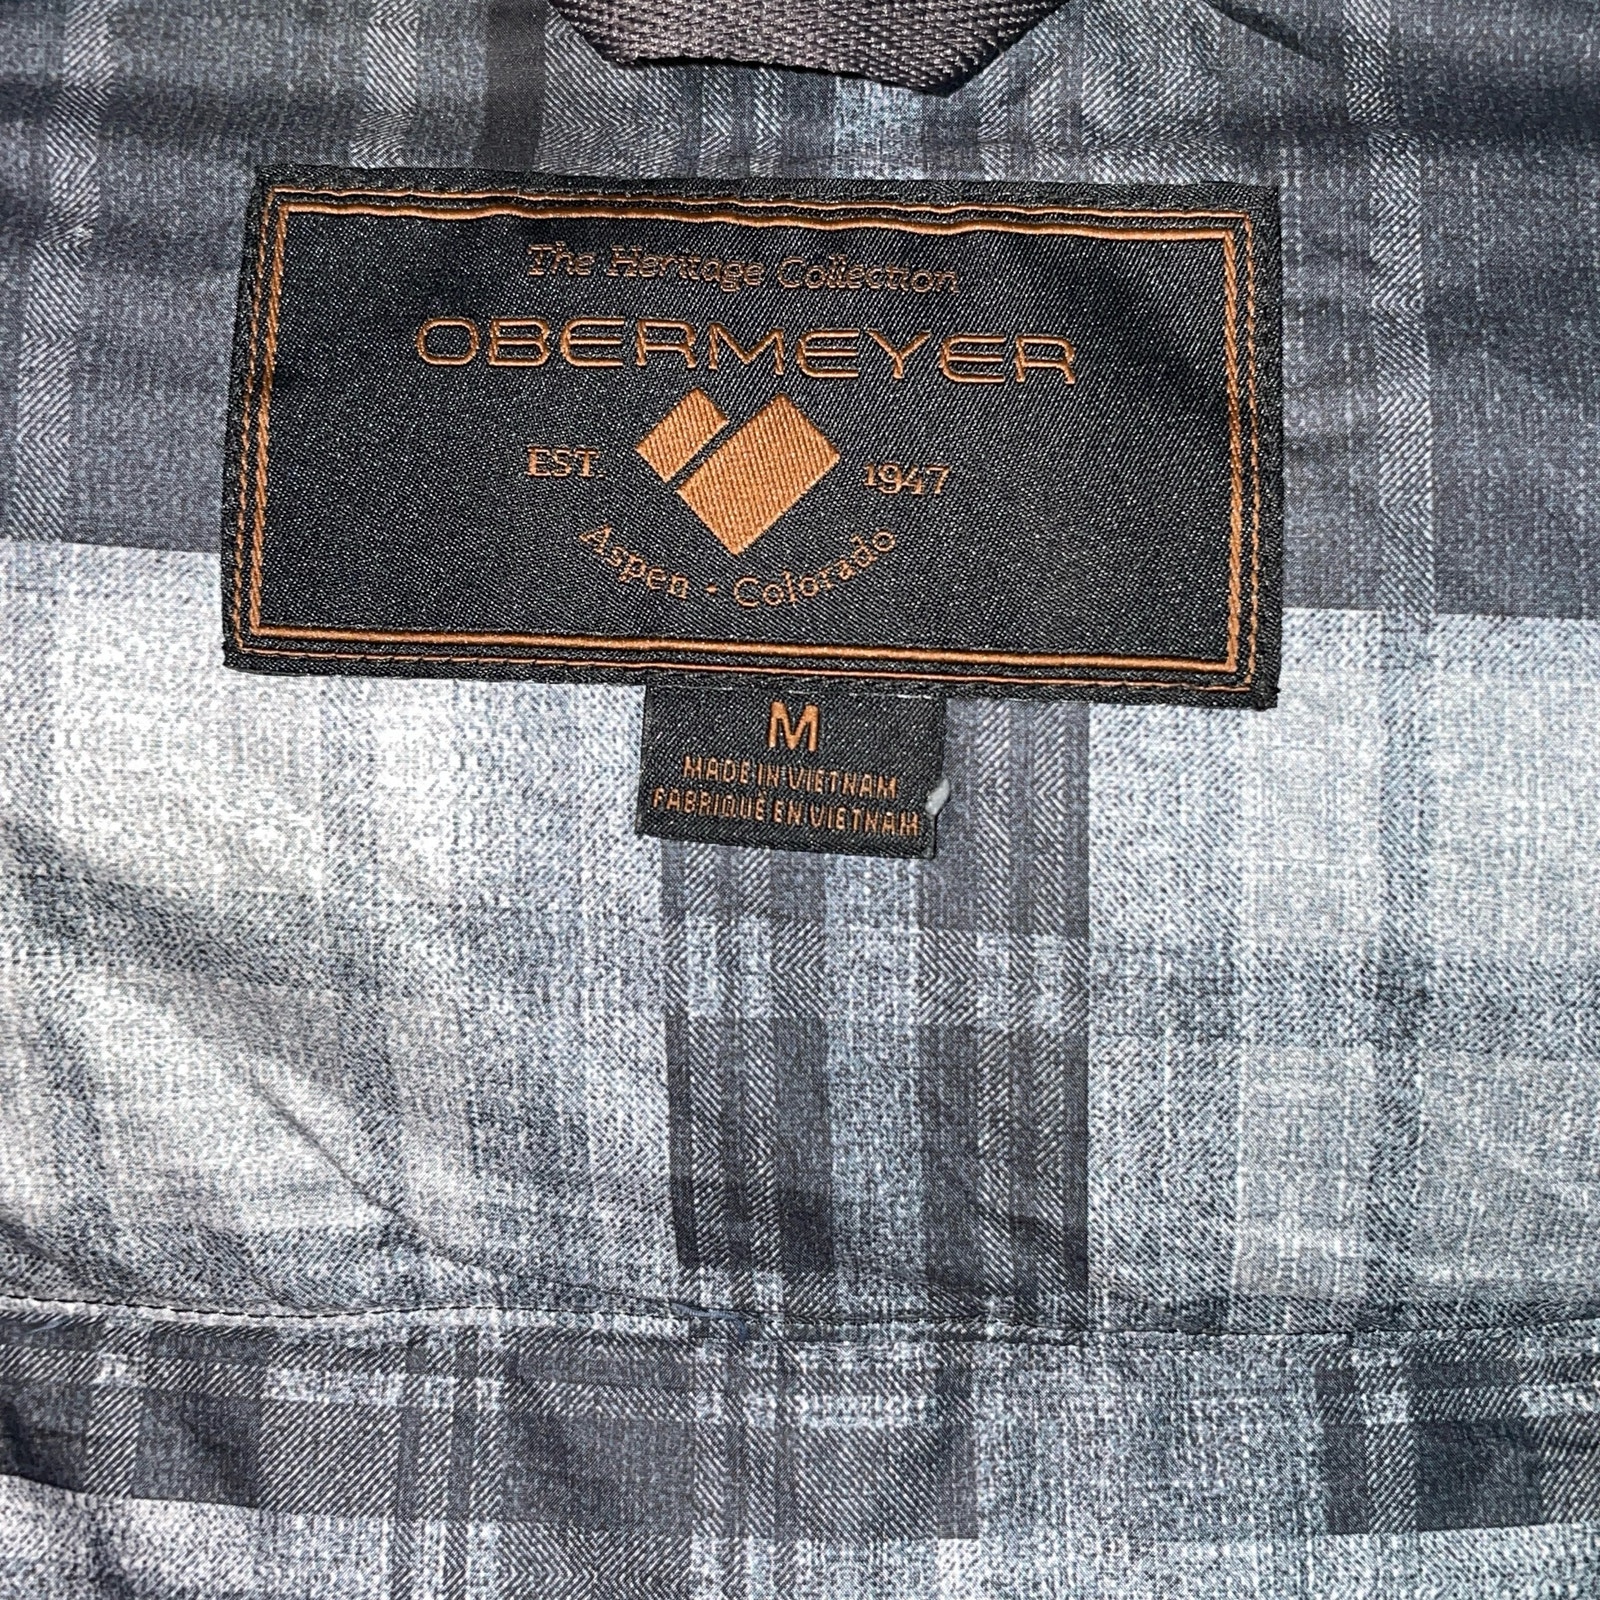 The Heritage Collection
OBERMEYER
EST. 1947
Aspen • Colorado
M
MADE IN VIETNAM
FABRIQUÉ EN VIETNAM